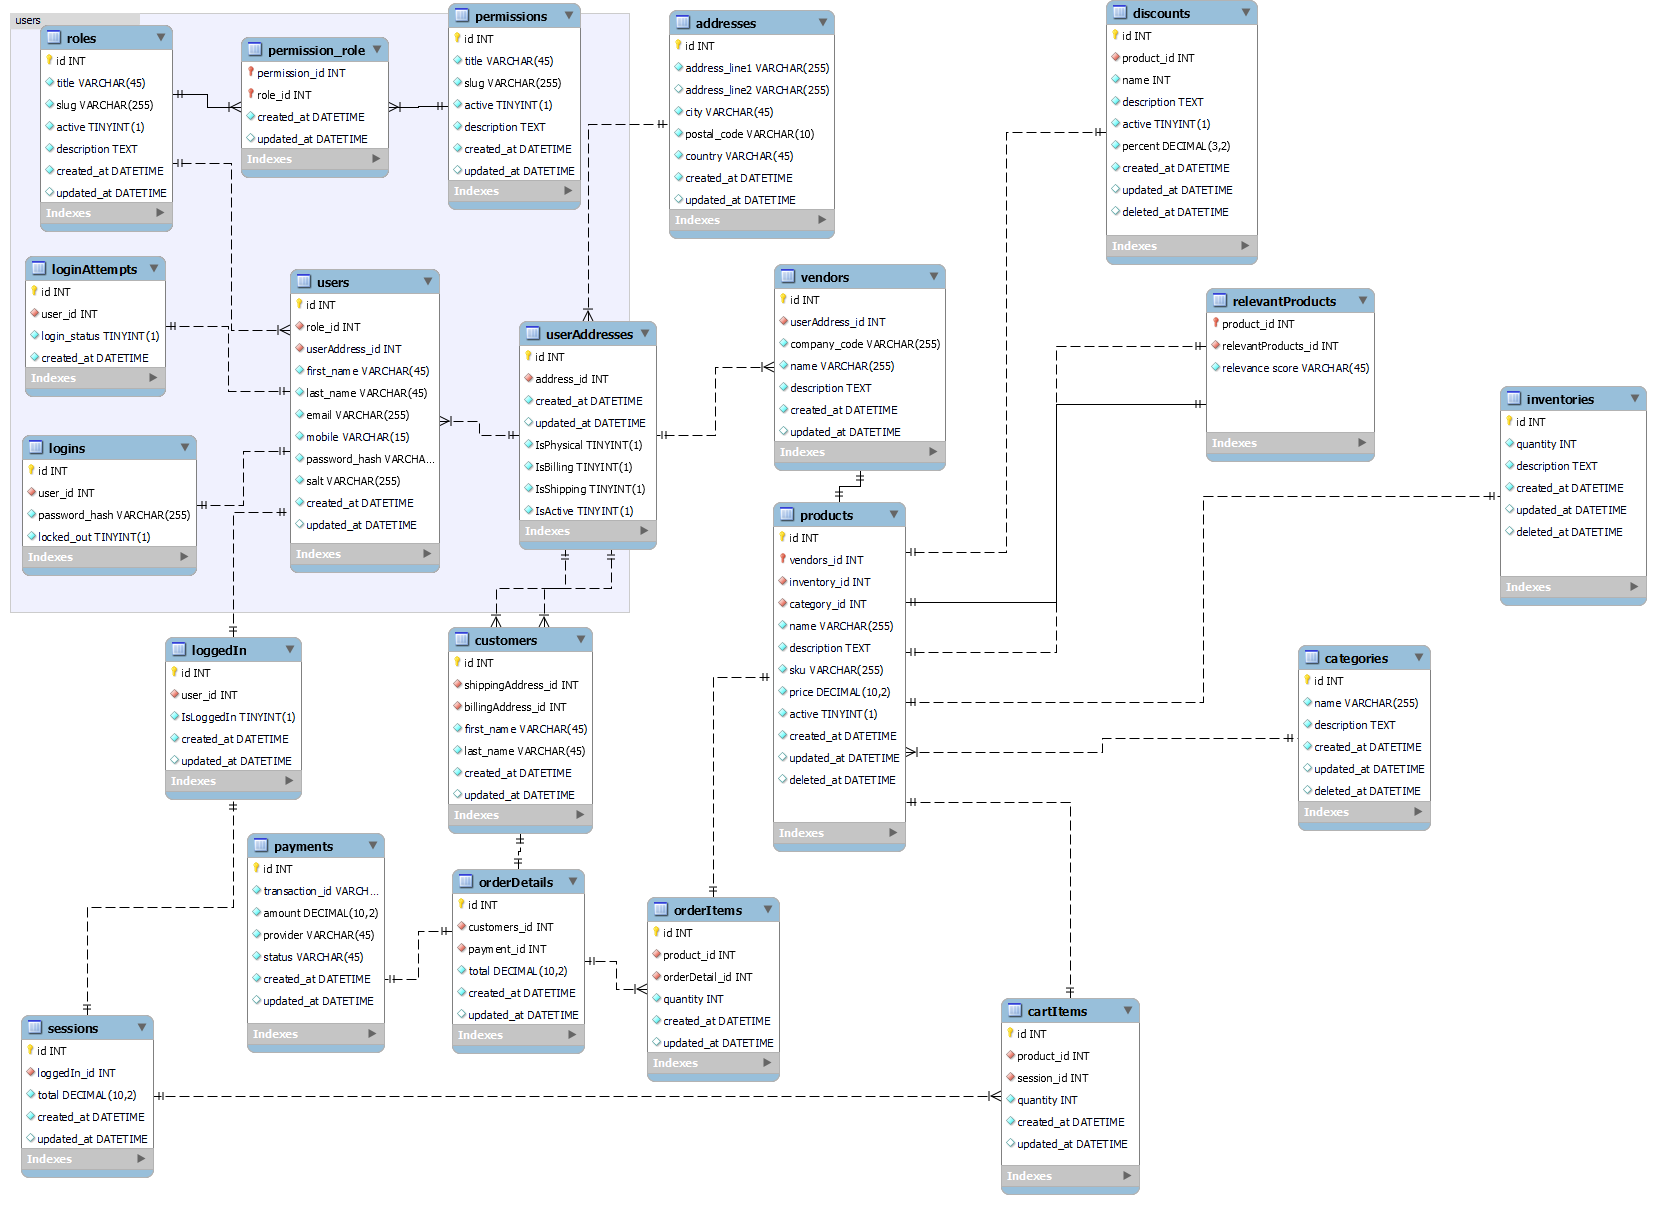 users
roles
id INT
title VARCHAR(45)
slug VARCHAR(255)
active TINYINT(1)
description TEXT
created_at DATETIME
updated_at DATETIME
Indexes
permission_role
permission_id INT
role_id INT
created_at DATETIME
updated_at DATETIME
Indexes
permissions
id INT
title VARCHAR(45)
slug VARCHAR(255)
active TINYINT(1)
description TEXT
created_at DATETIME
updated_at DATETIME
Indexes
addresses
id INT
address_line1 VARCHAR(255)
address_line2 VARCHAR(255)
city VARCHAR(45)
postal_code VARCHAR(10)
country VARCHAR(45)
created_at DATETIME
updated_at DATETIME
Indexes
discounts
id INT
product_id INT
name INT
description TEXT
active TINYINT(1)
percent DECIMAL(3,2)
created_at DATETIME
updated_at DATETIME
deleted_at DATETIME
Indexes
loginAttempts
id INT
user_id INT
login_status TINYINT(1)
created_at DATETIME
Indexes
users
id INT
role_id INT
userAddress_id INT
first_name VARCHAR(45)
last_name VARCHAR(45)
email VARCHAR(255)
mobile VARCHAR(15)
password_hash VARCHA...
salt VARCHAR(255)
created_at DATETIME
updated_at DATETIME
Indexes
userAddresses
id INT
address_id INT
created_at DATETIME
updated_at DATETIME
IsPhysical TINYINT(1)
IsBilling TINYINT(1)
IsShipping TINYINT(1)
IsActive TINYINT(1)
Indexes
vendors
id INT
userAddress_id INT
company_code VARCHAR(255)
name VARCHAR(255)
description TEXT
created_at DATETIME
updated_at DATETIME
Indexes
relevantProducts
product_id INT
relevantProducts_id INT
relevance score VARCHAR(45)
Indexes
inventories
id INT
quantity INT
description TEXT
created_at DATETIME
updated_at DATETIME
deleted_at DATETIME
Indexes
logins
id INT
user_id INT
password_hash VARCHAR(255)
locked_out TINYINT(1)
Indexes
products
id INT
vendors_id INT
inventory_id INT
category_id INT
name VARCHAR(255)
description TEXT
sku VARCHAR(255)
price DECIMAL(10,2)
active TINYINT(1)
created_at DATETIME
updated_at DATETIME
deleted_at DATETIME
Indexes
loggedIn
id INT
user_id INT
IsLoggedIn TINYINT(1)
created_at DATETIME
updated_at DATETIME
Indexes
customers
id INT
shippingAddress_id INT
billingAddress_id INT
first_name VARCHAR(45)
last_name VARCHAR(45)
created_at DATETIME
updated_at DATETIME
Indexes
categories
id INT
name VARCHAR(255)
description TEXT
created_at DATETIME
updated_at DATETIME
deleted_at DATETIME
Indexes
payments
id INT
transaction_id VARCH...
amount DECIMAL(10,2)
provider VARCHAR(45)
status VARCHAR(45)
created_at DATETIME
updated_at DATETIME
Indexes
orderDetails
id INT
customers_id INT
payment_id INT
total DECIMAL(10,2)
created_at DATETIME
updated_at DATETIME
Indexes
orderItems
id INT
product_id INT
orderDetail_id INT
quantity INT
created_at DATETIME
updated_at DATETIME
Indexes
sessions
id INT
loggedIn_id INT
total DECIMAL(10,2)
created_at DATETIME
updated_at DATETIME
Indexes
cartItems
id INT
product_id INT
session_id INT
quantity INT
created_at DATETIME
updated_at DATETIME
Indexes